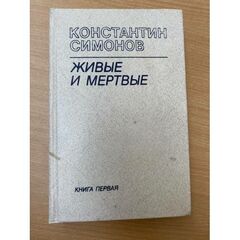 КОНСТАНТИН
СИМОНОВ
ЖИВЫЕ
И МЕРТВЫЕ
КНИГА ПЕРВАЯ